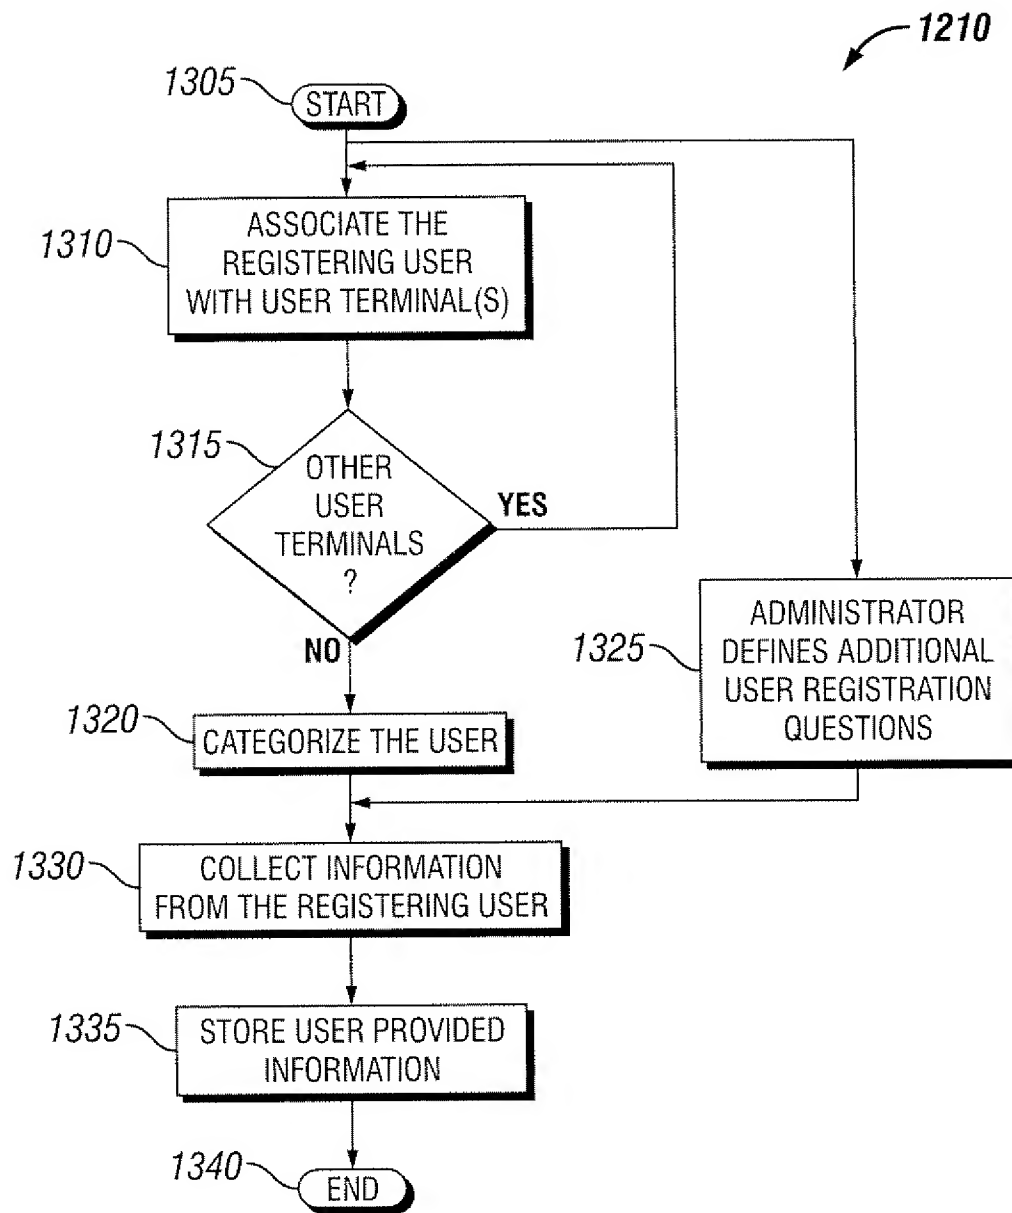 1210
1305
START
1310
ASSOCIATE THE
REGISTERING USER
WITH USER TERMINAL(S)
1315
OTHER
USER
TERMINALS
?
YES
NO
1325
ADMINISTRATOR
DEFINES ADDITIONAL
USER REGISTRATION
QUESTIONS
1320
CATEGORIZE THE USER
1330
COLLECT INFORMATION
FROM THE REGISTERING USER
1335
STORE USER PROVIDED
INFORMATION
1340
END